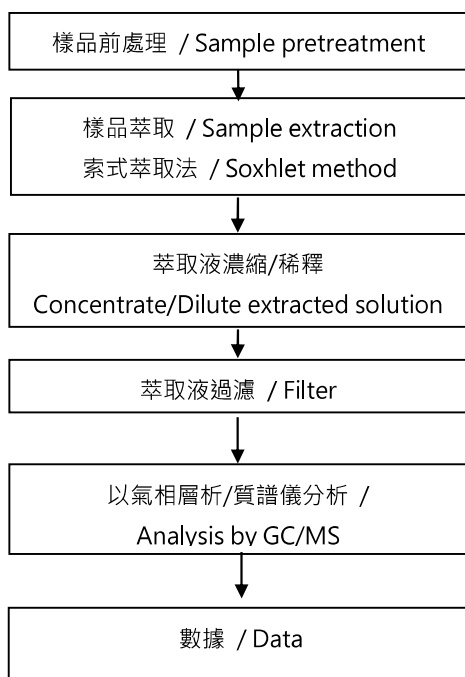 樣品前處理 / Sample pretreatment
樣品萃取 / Sample extraction
索式萃取法 / Soxhlet method
萃取液濃縮/稀釋
Concentrate/Dilute extracted solution
萃取液過濾 / Filter
以氣相層析/質譜儀分析 /
Analysis by GC/MS
數據 / Data